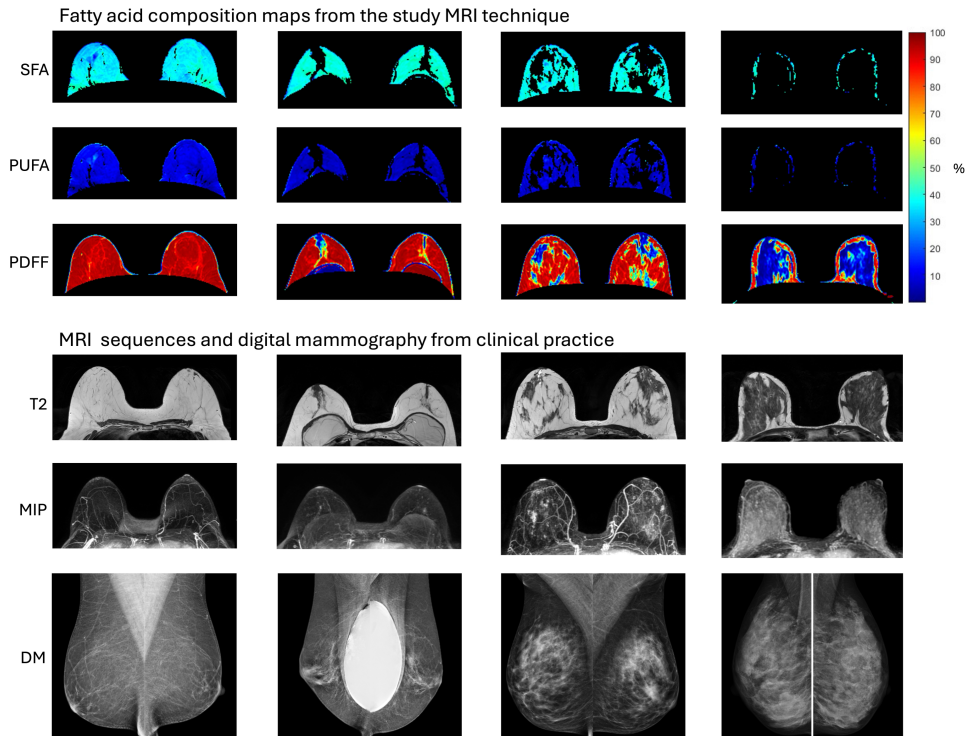 Fatty acid composition maps from the study MRI technique
SFA
PUFA
PDFF
100
90
80
70
60
50
40
30
20
10
%
MRI sequences and digital mammography from clinical practice
T2
MIP
DM